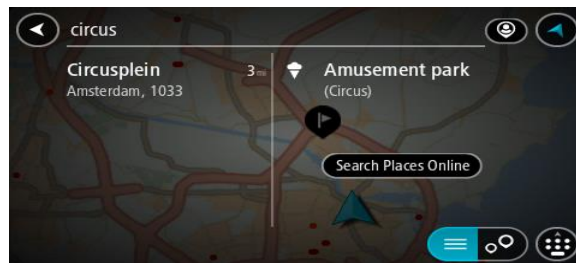 circus
Circusplein
3 mi
Amsterdam, 1033
Amusement park
(Circus)
Search Places Online